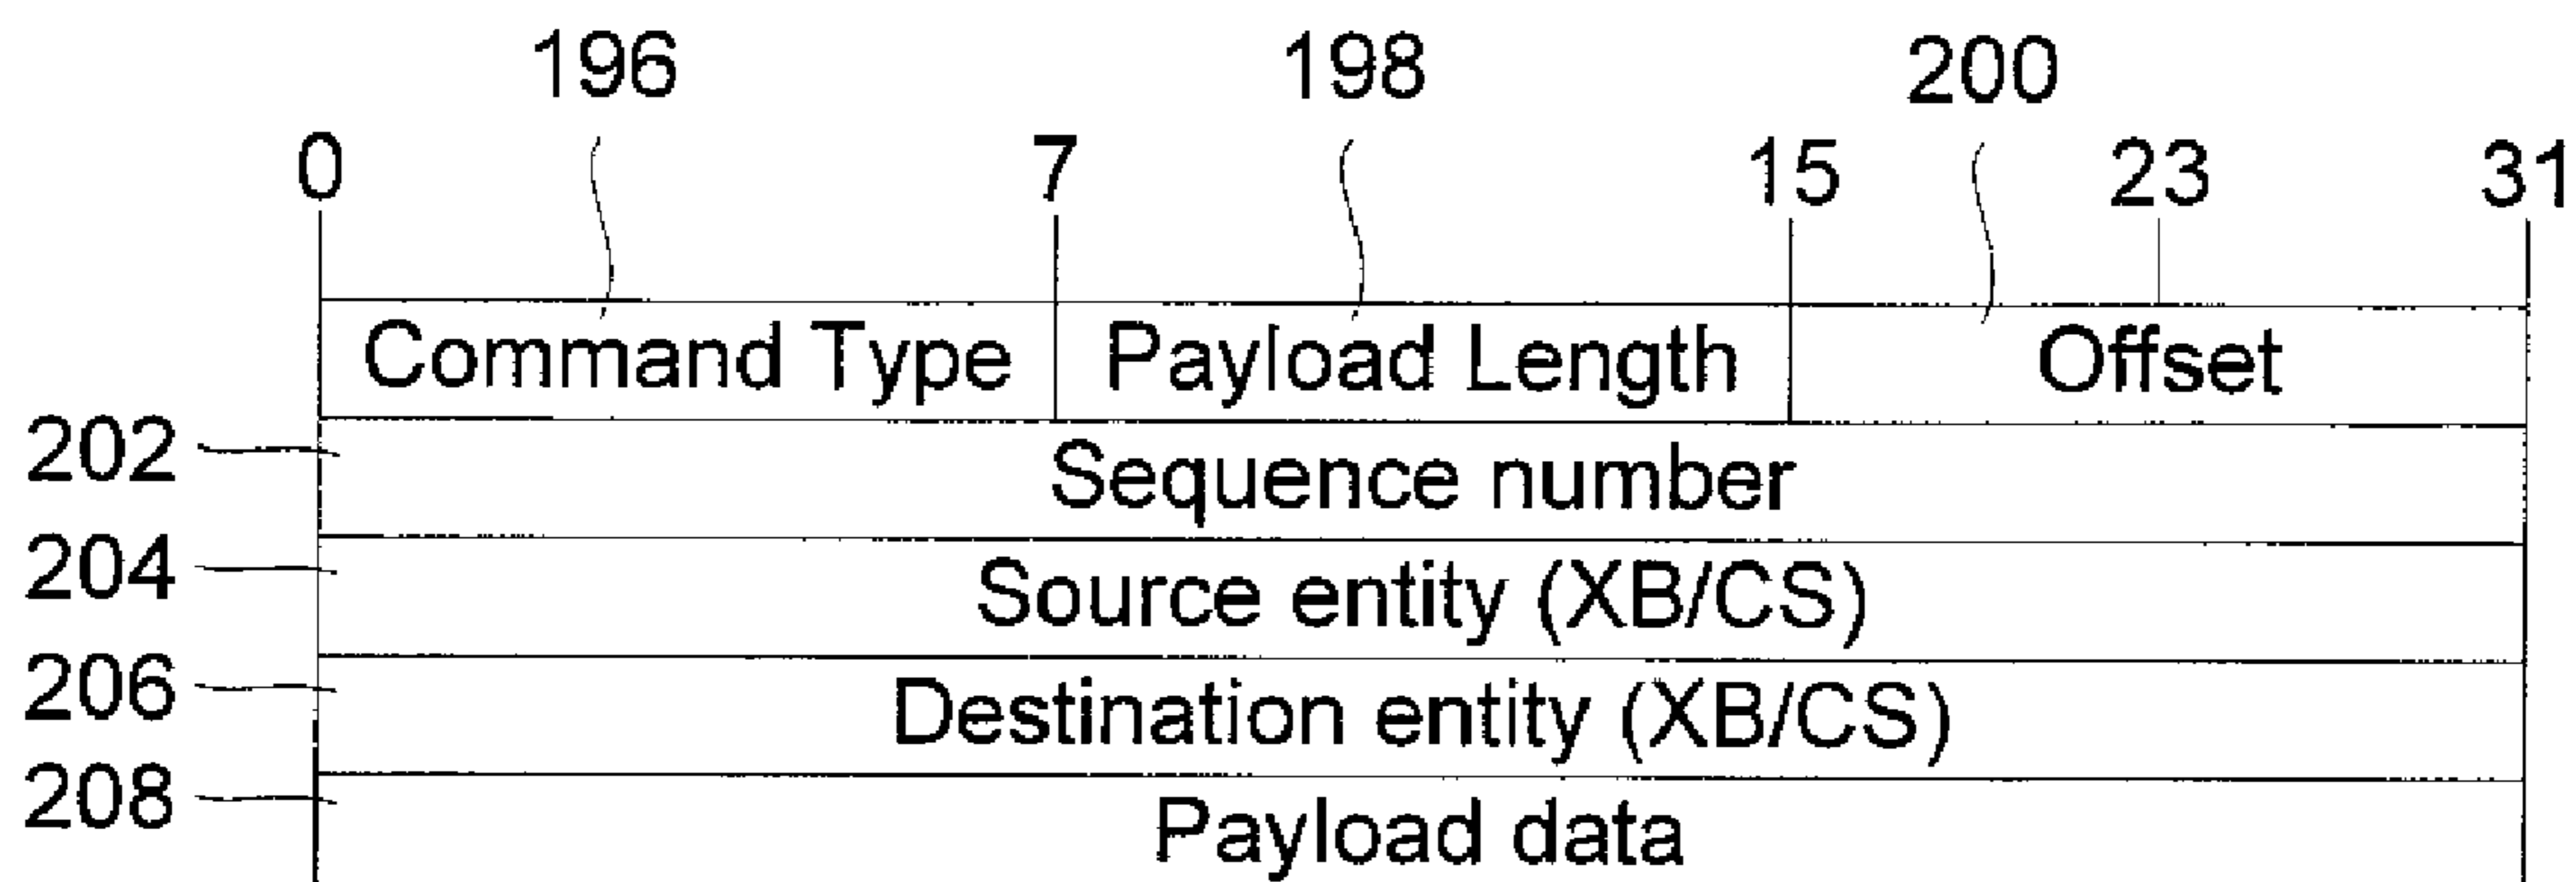 196 198 200
0 7 15 23 31
Command Type Payload Length Offset
202 Sequence number
204 Source entity (XB/CS)
206 Destination entity (XB/CS)
208 Payload data